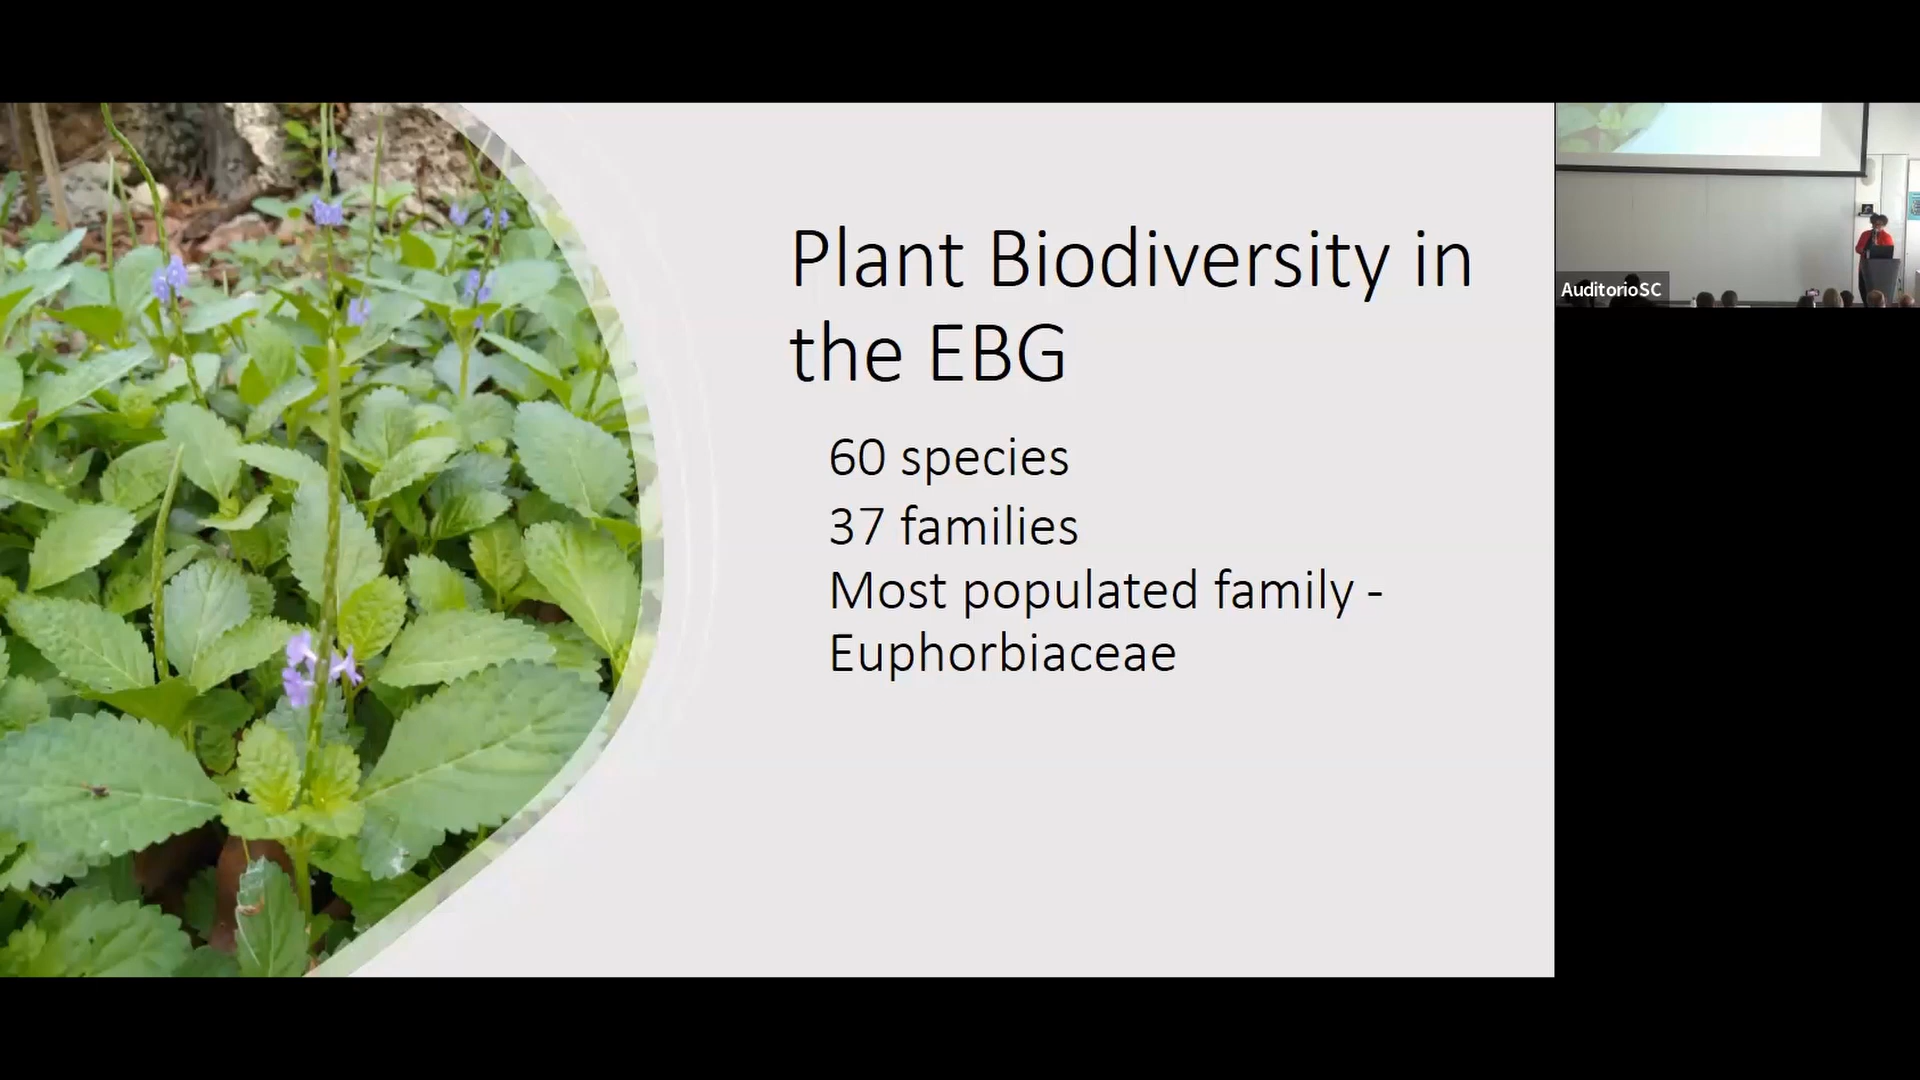 Plant Biodiversity in
the EBG
60 species
37 families
Most populated family -
Euphorbiaceae
AuditorioSC